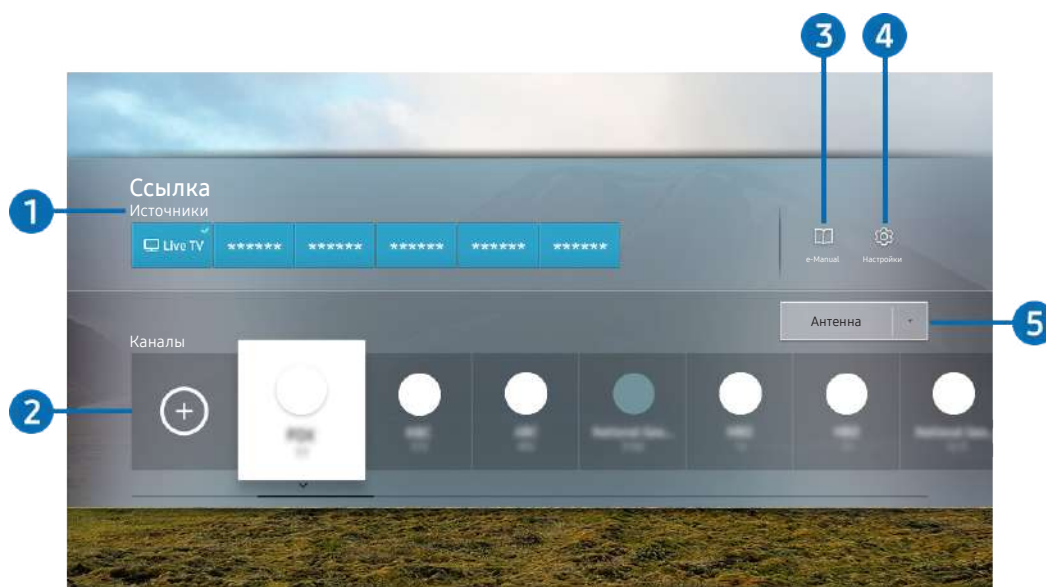 3 4
Ссылка
1 Источники
Live TV ****** ****** ****** ****** ******
e-Manual Настройки
Антенна 5
Каналы
2